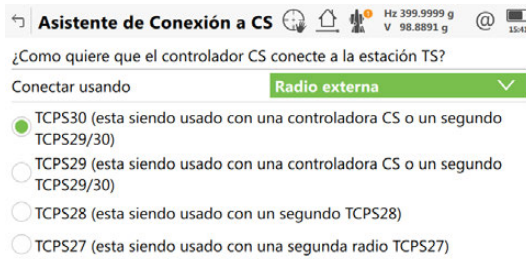 Asistente de Conexión a CS Hz 399.9999 g
V 98.8891 g @ 15:41
¿Como quiere que el controlador CS conecte a la estación TS?
Conectar usando Radio externa
TCPS30 (esta siendo usado con una controladora CS o un segundo
TCPS29/30)
TCPS29 (esta siendo usado con una controladora CS o un segundo
TCPS29/30)
TCPS28 (esta siendo usado con un segundo TCPS28)
TCPS27 (esta siendo usado con una segunda radio TCPS27)